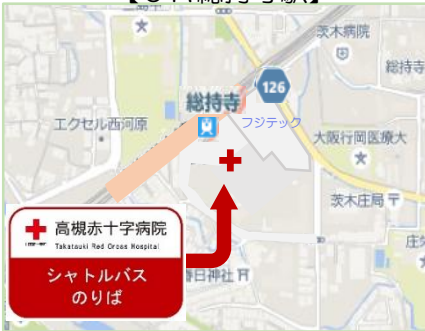 茨木病院
総持寺
126
総持寺
フジテック
エクセル西河原
大阪行岡医療大
茨木庄局
高槻赤十字病院
Takatsuki Red Cross Hospital
シャトルバス
のりば
春日神社